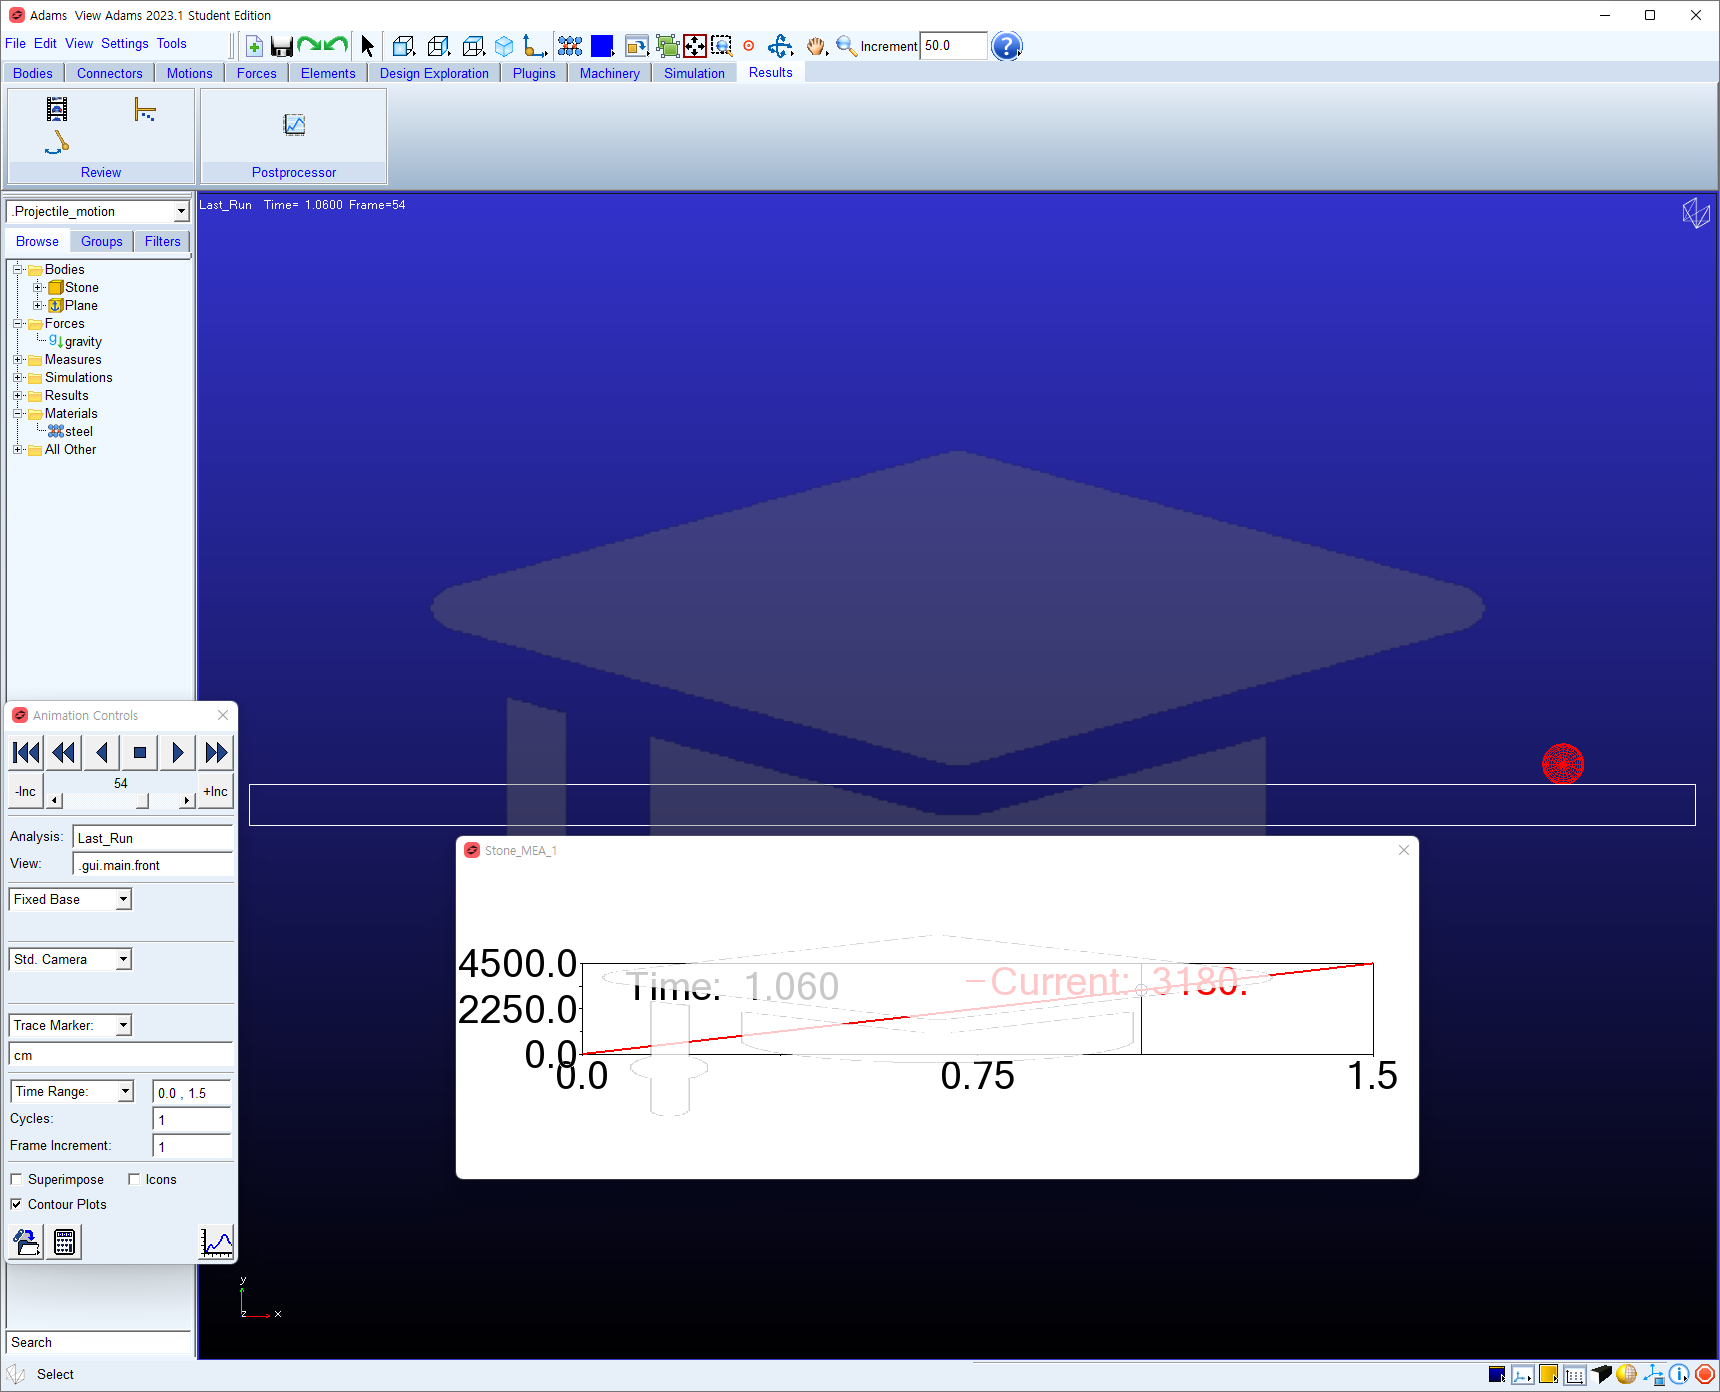 Adams View Adams 2023.1 Student Edition
File Edit View Settings Tools
Increment 50.0
Bodies Connectors Motions Forces Elements Design Exploration Plugins Machinery Simulation Results
Review Postprocessor
.Projectile_motion
Last_Run Time= 1.0600 Frame=54
Browse Groups Filters
Bodies
Stone
Plane
Forces
gravity
Measures
Simulations
Results
Materials
steel
All Other
Animation Controls
54
-Inc +Inc
Analysis: Last_Run
View: .gui.main.front
Fixed Base
Std. Camera
Trace Marker:
cm
Time Range: 0.0 , 1.5
Cycles: 1
Frame Increment: 1
Superimpose Icons
Contour Plots
Stone_MEA_1
4500.0
Time: 1.060 Current: 3180.
2250.0
0.0
0.0 0.75 1.5
y
z x
Search
Select